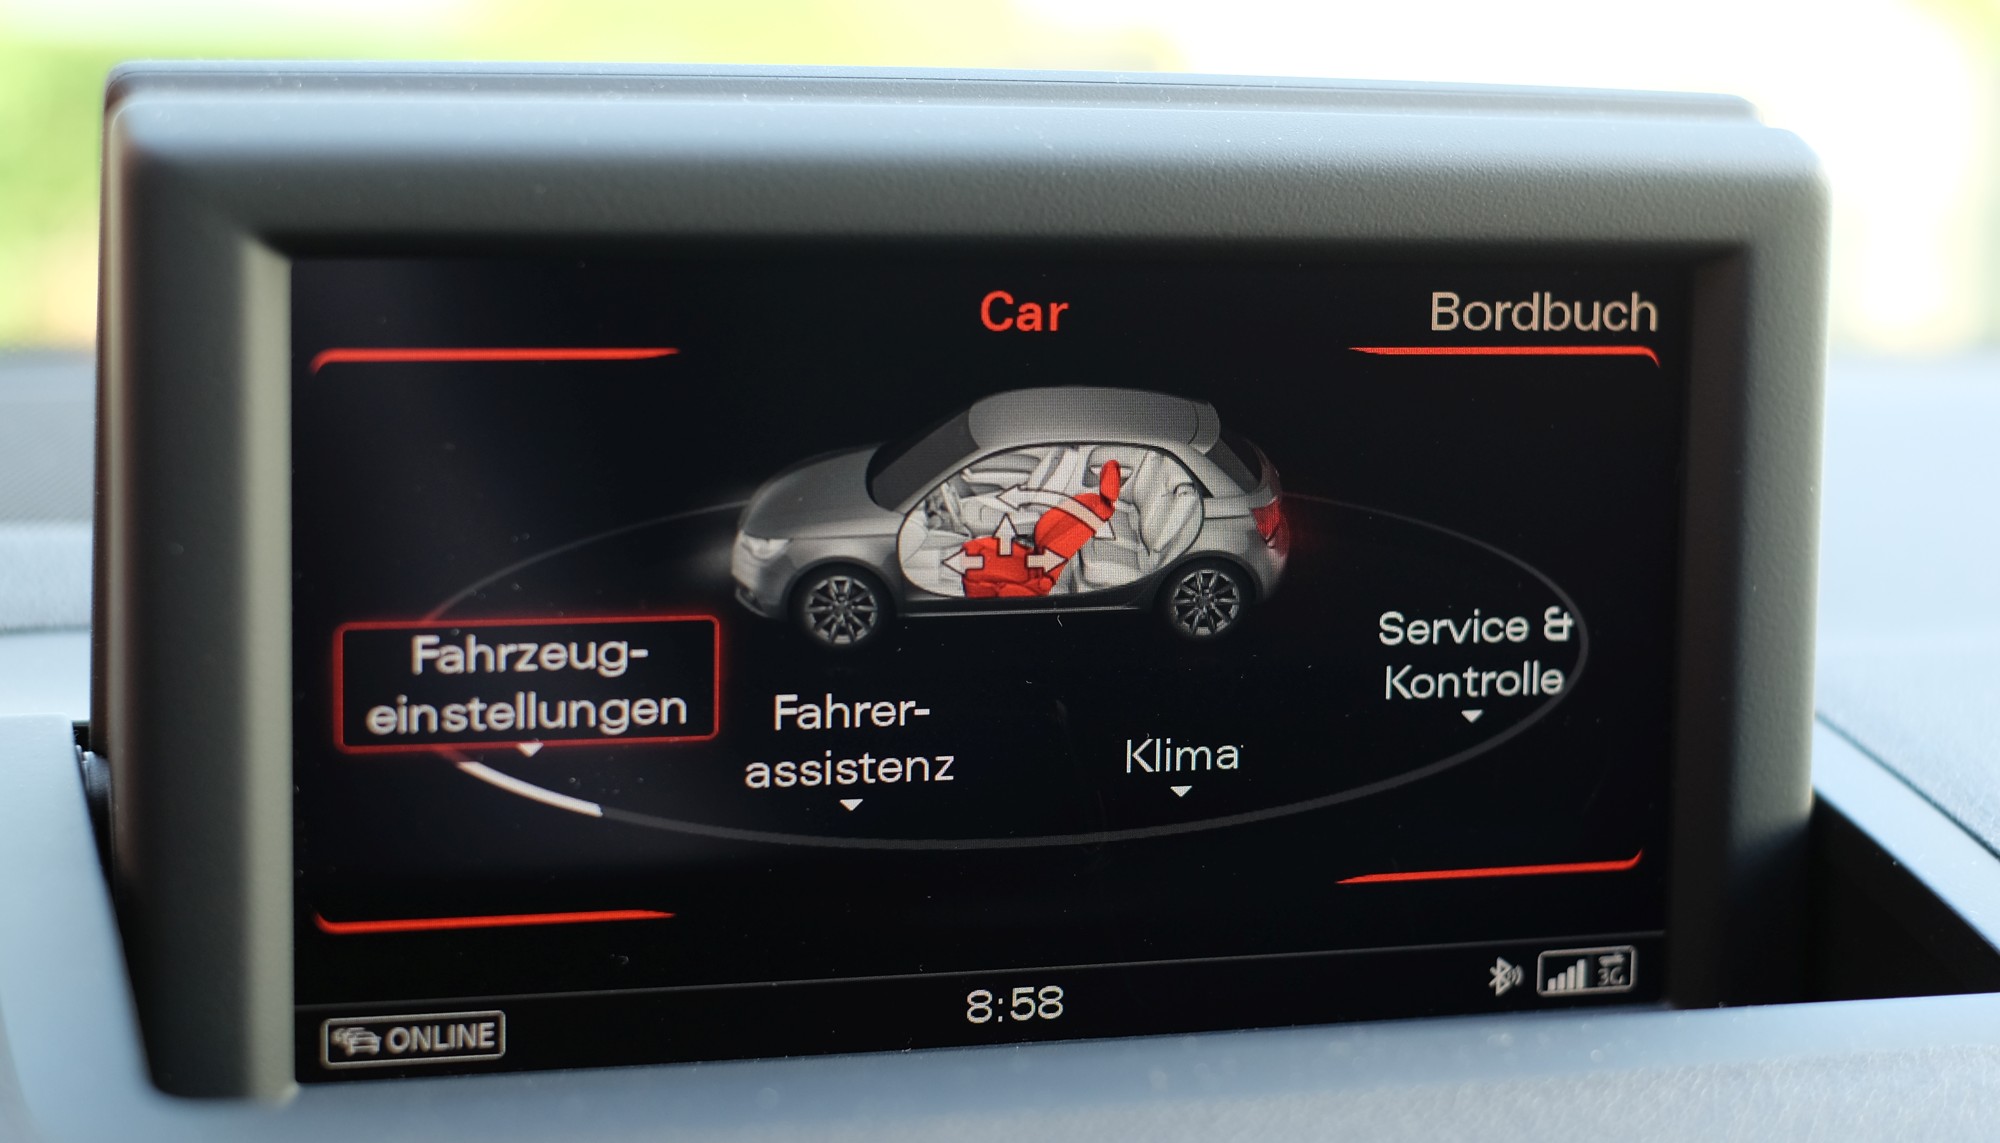 Car
Bordbuch
Fahrzeug-
einstellungen
Fahrer-
assistenz
Klima
Service &
Kontrolle
ONLINE
8:58
3G